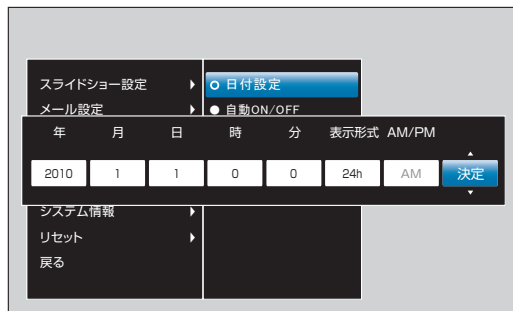 スライドショー設定 日付設定
メール設定 自動ON/OFF
年 月 日 時 分 表示形式 AM/PM
2010 1 1 0 0 24h AM 決定
システム情報
リセット
戻る